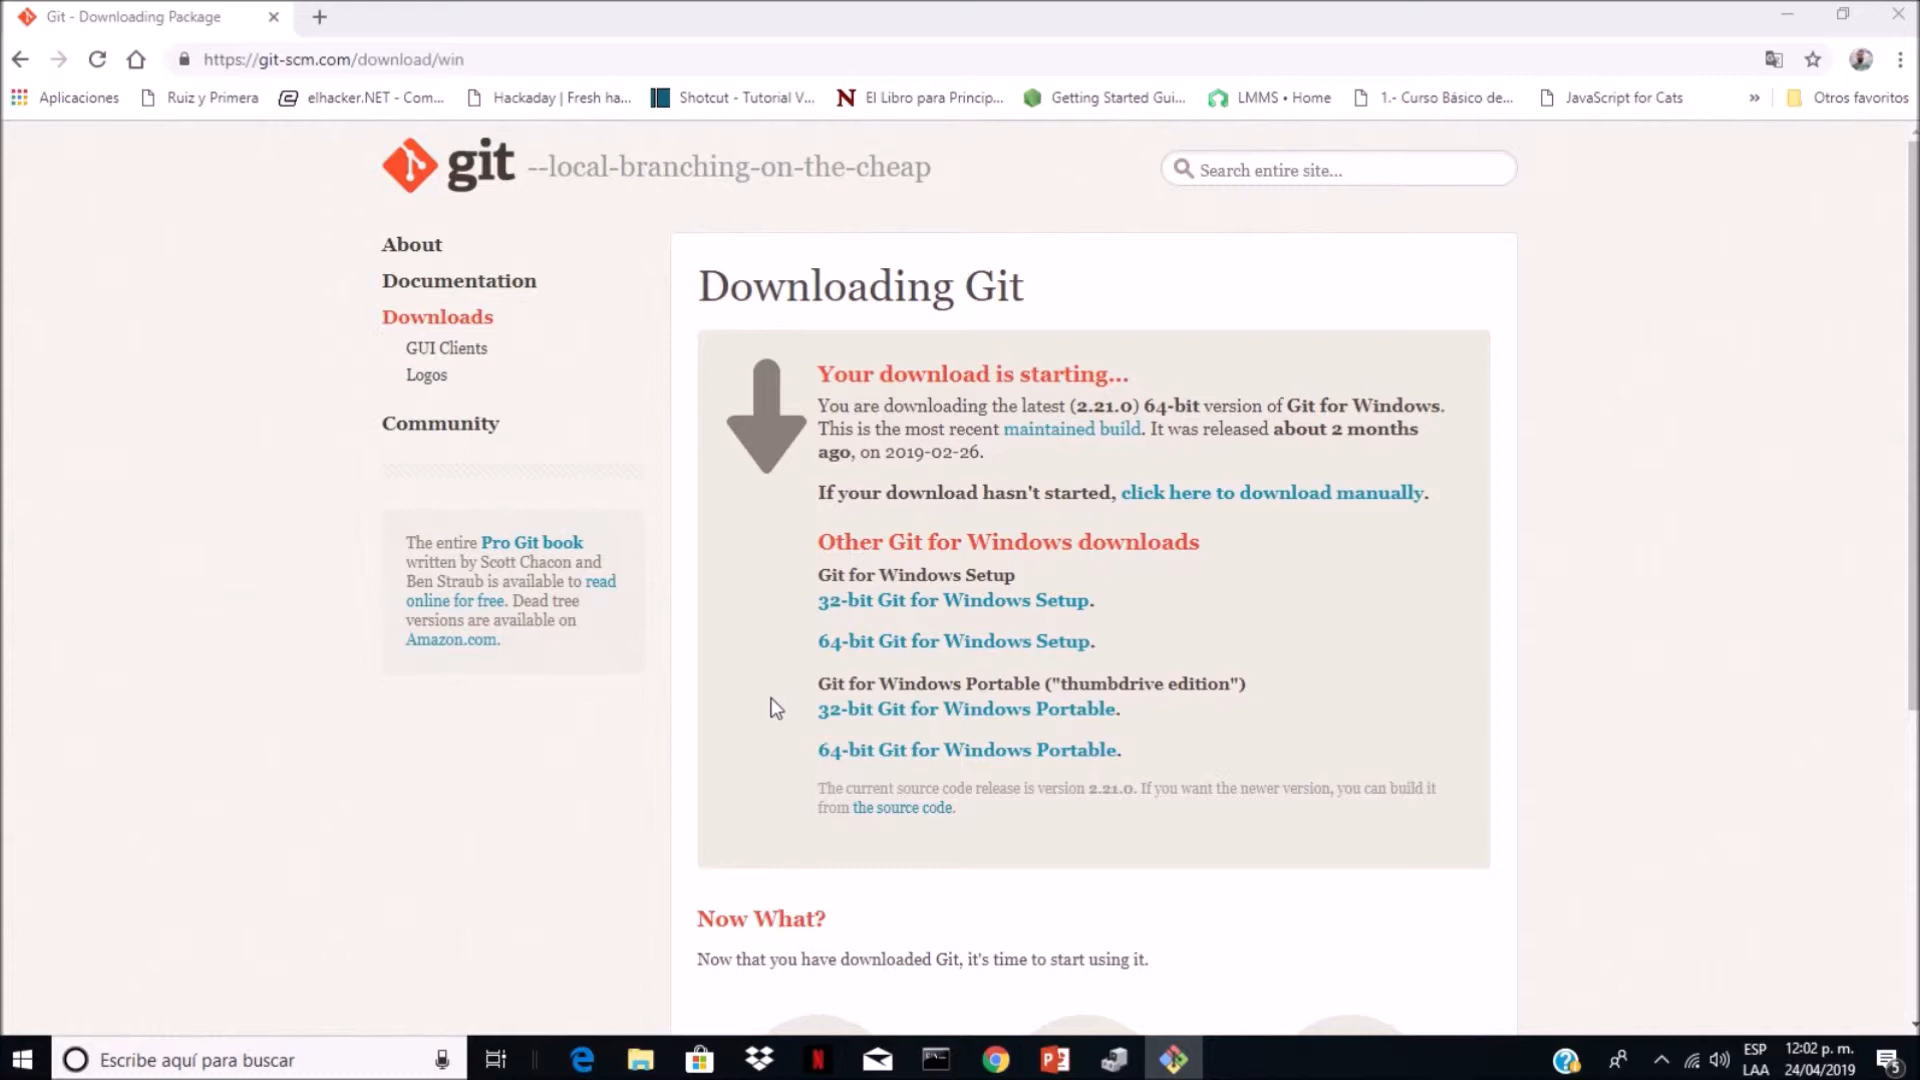 Git - Downloading Package
https://git-scm.com/download/win
Aplicaciones
Ruiz y Primera
elhacker.NET - Com...
Hackaday | Fresh ha...
Shotcut - Tutorial V...
El Libro para Princip...
Getting Started Gui...
LMMS • Home
1.- Curso Básico de...
JavaScript for Cats
»
Otros favoritos
git --local-branching-on-the-cheap
Search entire site...
About
Documentation
Downloads
GUI Clients
Logos
Community
The entire Pro Git book
written by Scott Chacon and
Ben Straub is available to read
online for free. Dead tree
versions are available on
Amazon.com.
Downloading Git
Your download is starting...
You are downloading the latest (2.21.0) 64-bit version of Git for Windows.
This is the most recent maintained build. It was released about 2 months
ago, on 2019-02-26.
If your download hasn't started, click here to download manually.
Other Git for Windows downloads
Git for Windows Setup
32-bit Git for Windows Setup.
64-bit Git for Windows Setup.
Git for Windows Portable ("thumbdrive edition")
32-bit Git for Windows Portable.
64-bit Git for Windows Portable.
The current source code release is version 2.21.0. If you want the newer version, you can build it
from the source code.
Now What?
Now that you have downloaded Git, it's time to start using it.
Escribe aquí para buscar
ESP
LAA
12:02 p. m.
24/04/2019
5